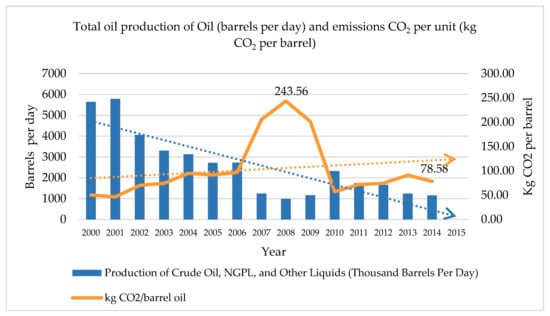 Total oil production of Oil (barrels per day) and emissions CO₂ per unit (kg
CO₂ per barrel)
7000
6000
5000
4000
3000
2000
1000
0
Barrels per day
300.00
250.00
200.00
150.00
100.00
50.00
0.00
Kg CO2 per barrel
243.56
78.58
2000 2001 2002 2003 2004 2005 2006 2007 2008 2009 2010 2011 2012 2013 2014 2015
Year
Production of Crude Oil, NGPL, and Other Liquids (Thousand Barrels Per Day)
kg CO2/barrel oil